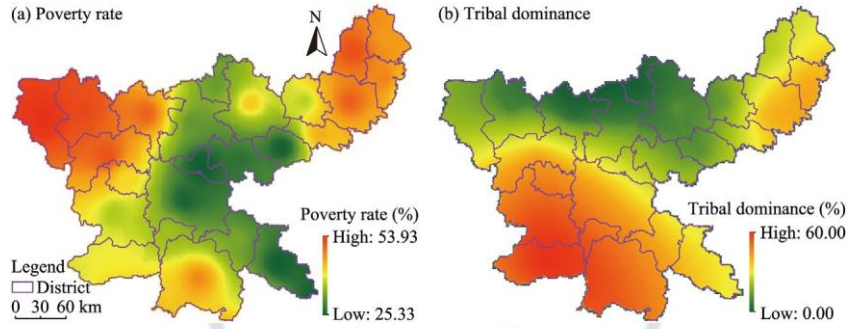 (a) Poverty rate
N
Poverty rate (%)
High: 53.93
Low: 25.33
Legend
District
0 30 60 km
(b) Tribal dominance
Tribal dominance (%)
High: 60.00
Low: 0.00